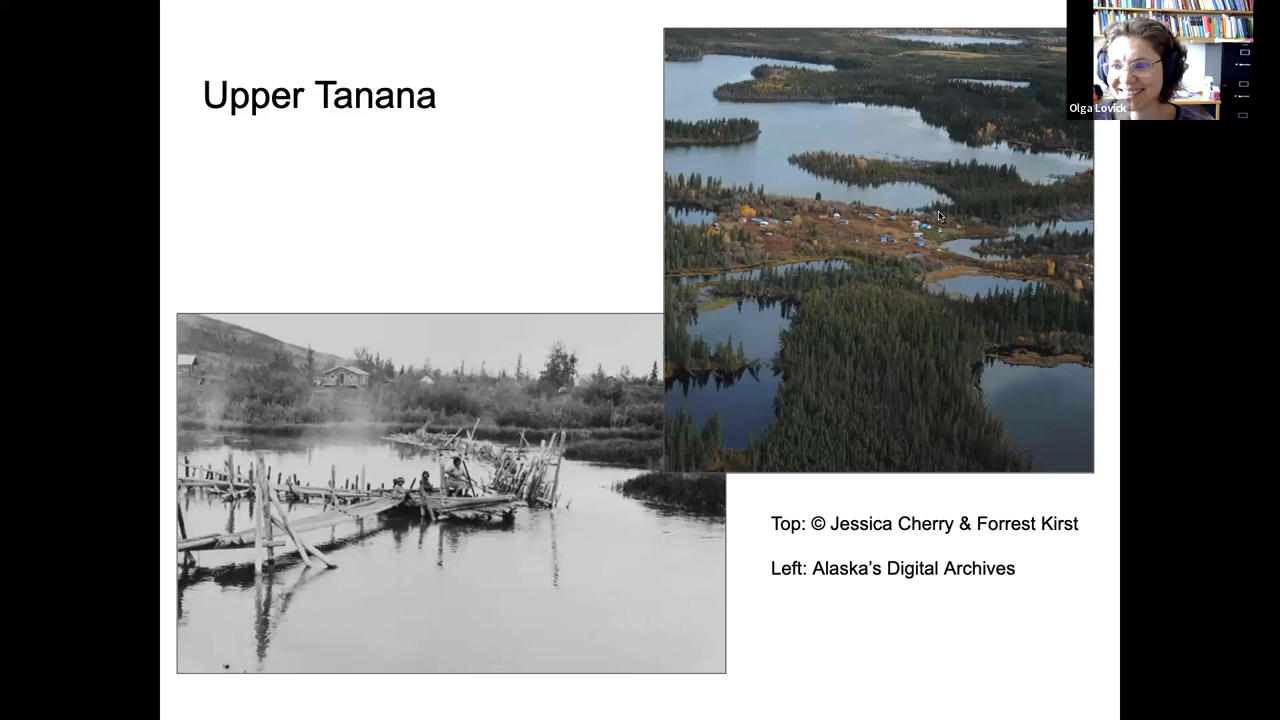 Upper Tanana
Olga Lovick
Top: © Jessica Cherry & Forrest Kirst
Left: Alaska’s Digital Archives